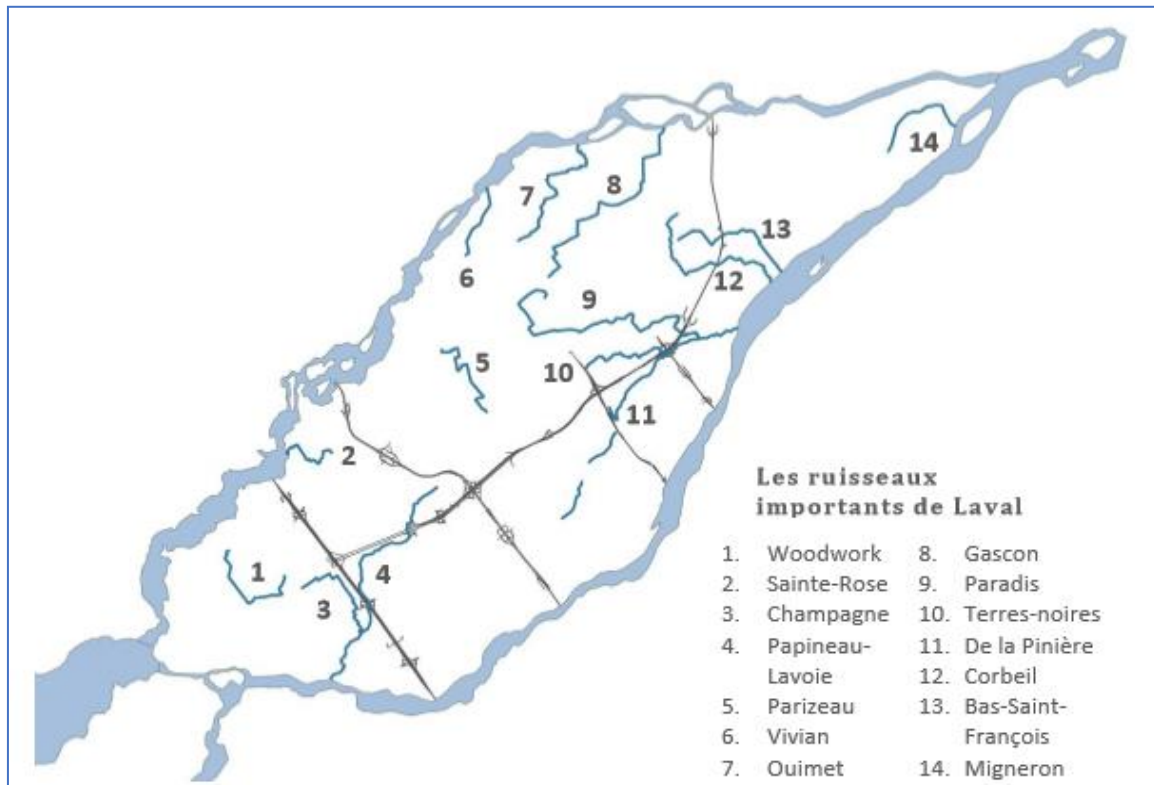 14
8
7
13
6
12
9
5
10
11
2
1
4
3
Les ruisseaux
importants de Laval
1. Woodwork
2. Sainte-Rose
3. Champagne
4. Papineau-
Lavoie
5. Parizeau
6. Vivian
7. Ouimet
8. Gascon
9. Paradis
10. Terres-noires
11. De la Pinière
12. Corbeil
13. Bas-Saint-
François
14. Migneron